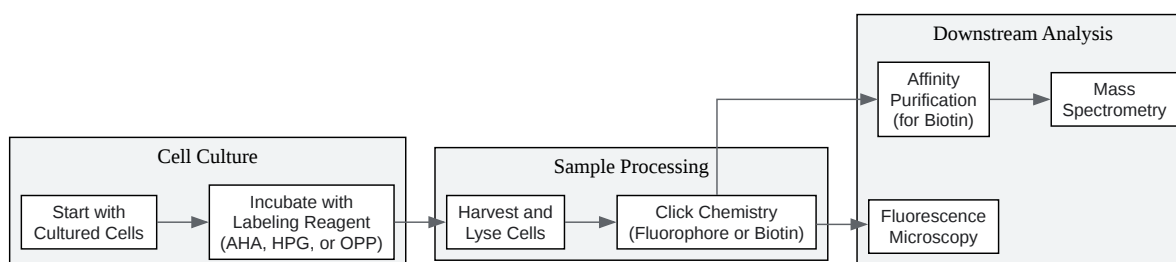 Cell Culture
Start with
Cultured Cells
Incubate with
Labeling Reagent
(AHA, HPG, or OPP)
Sample Processing
Harvest and
Lyse Cells
Click Chemistry
(Fluorophore or Biotin)
Downstream Analysis
Affinity
Purification
(for Biotin)
Mass
Spectrometry
Fluorescence
Microscopy